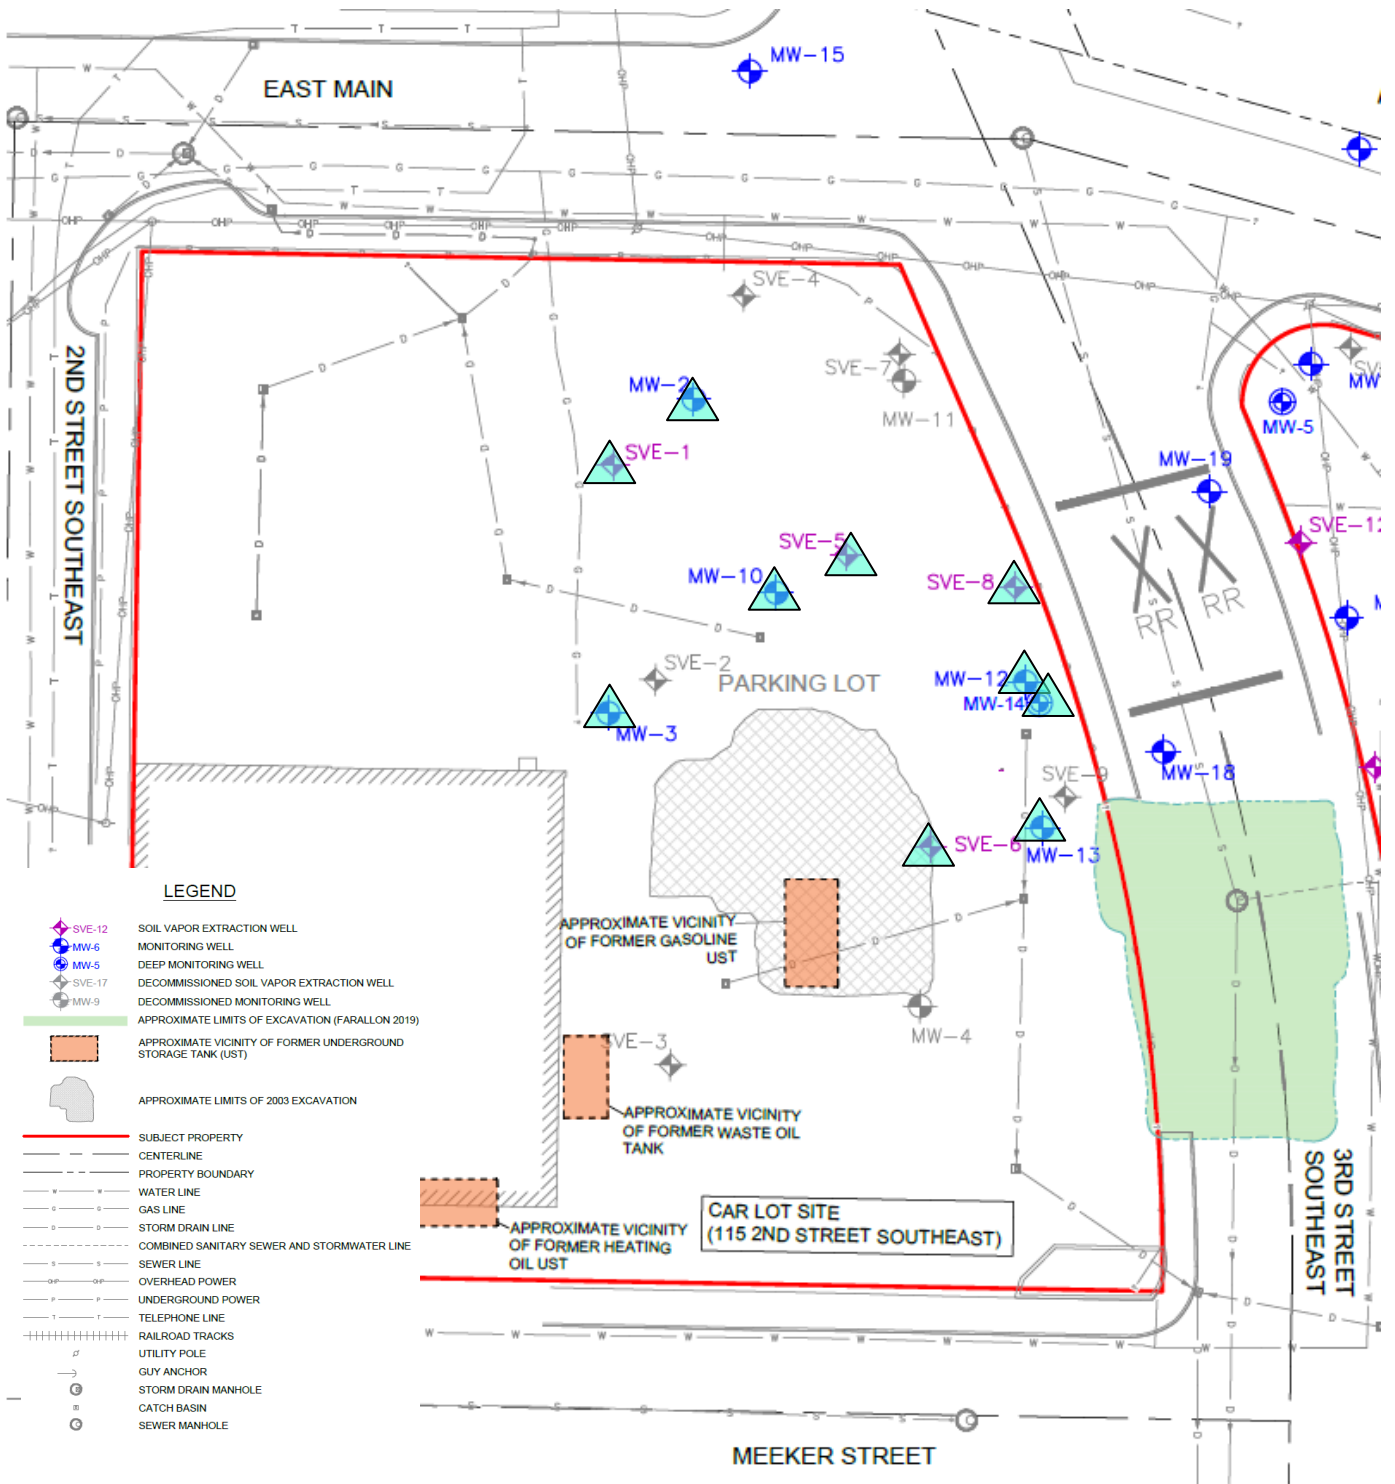 MW-15
EAST MAIN
SVE-4
SVE-7
MW-11
MW-2
SVE-1
2ND STREET SOUTHEAST
MW-5
MW-19
SVE-12
SVE-5
MW-10
SVE-8
RR
RR
SVE-2
PARKING LOT
MW-12
MW-14
MW-3
MW-18
SVE-9
SVE-6
MW-13
APPROXIMATE VICINITY
OF FORMER GASOLINE
UST
MW-4
SVE-3
APPROXIMATE VICINITY
OF FORMER WASTE OIL
TANK
APPROXIMATE VICINITY
OF FORMER HEATING
OIL UST
CAR LOT SITE
(115 2ND STREET SOUTHEAST)
3RD STREET
SOUTHEAST
MEEKER STREET
LEGEND
SVE-12 SOIL VAPOR EXTRACTION WELL
MW-6 MONITORING WELL
MW-5 DEEP MONITORING WELL
SVE-17 DECOMMISSIONED SOIL VAPOR EXTRACTION WELL
MW-9 DECOMMISSIONED MONITORING WELL
APPROXIMATE LIMITS OF EXCAVATION (FARALLON 2019)
APPROXIMATE VICINITY OF FORMER UNDERGROUND
STORAGE TANK (UST)
APPROXIMATE LIMITS OF 2003 EXCAVATION
SUBJECT PROPERTY
CENTERLINE
PROPERTY BOUNDARY
WATER LINE
GAS LINE
STORM DRAIN LINE
COMBINED SANITARY SEWER AND STORMWATER LINE
SEWER LINE
OVERHEAD POWER
UNDERGROUND POWER
TELEPHONE LINE
RAILROAD TRACKS
UTILITY POLE
GUY ANCHOR
STORM DRAIN MANHOLE
CATCH BASIN
SEWER MANHOLE